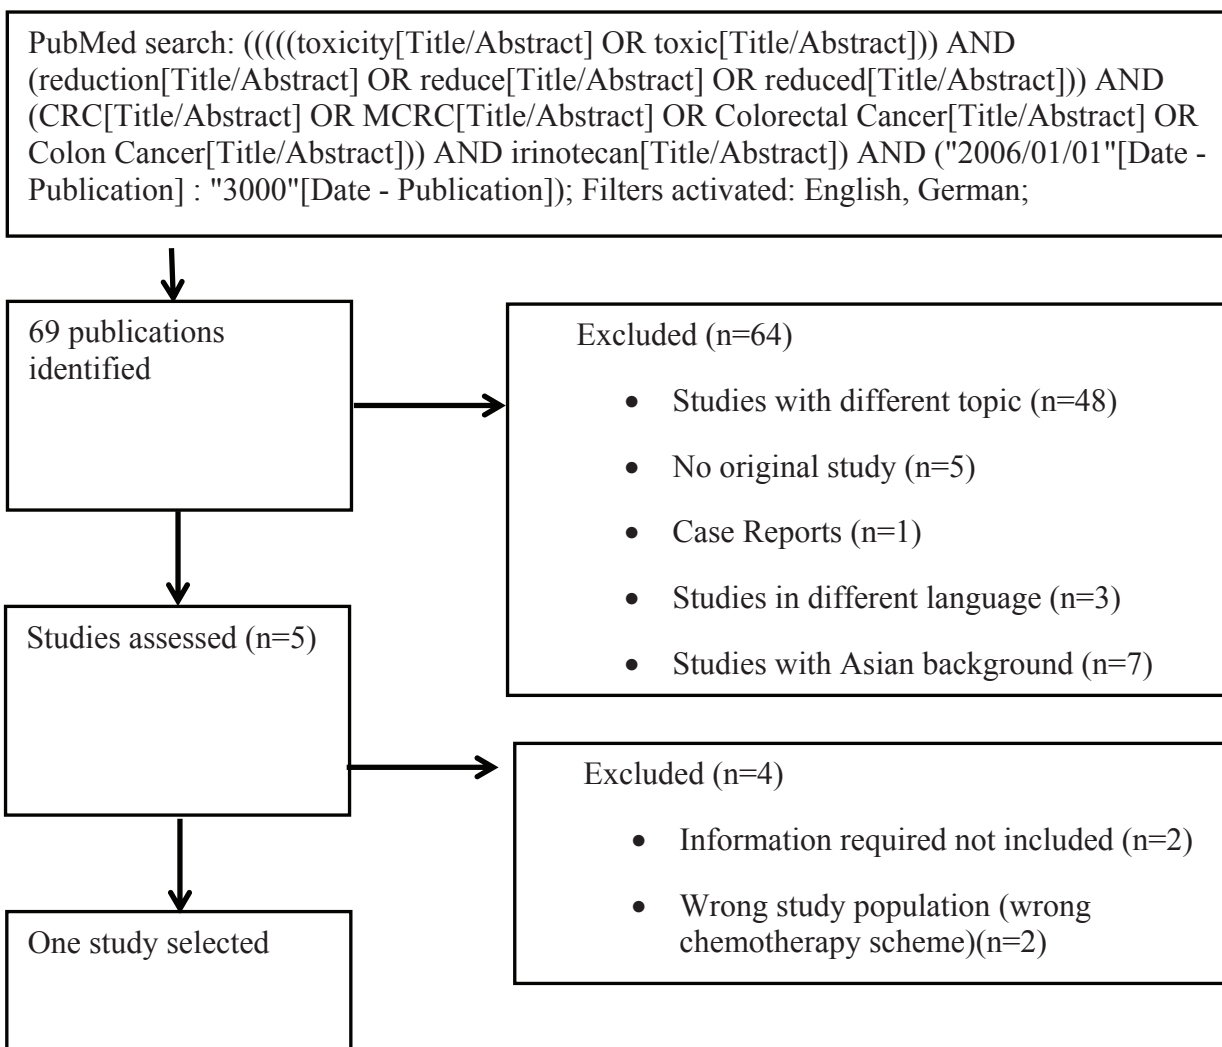 PubMed search: (((((toxicity[Title/Abstract] OR toxic[Title/Abstract])) AND
(reduction[Title/Abstract] OR reduce[Title/Abstract] OR reduced[Title/Abstract])) AND
(CRC[Title/Abstract] OR MCRC[Title/Abstract] OR Colorectal Cancer[Title/Abstract] OR
Colon Cancer[Title/Abstract])) AND irinotecan[Title/Abstract]) AND ("2006/01/01"[Date -
Publication] : "3000"[Date - Publication]); Filters activated: English, German;
69 publications
identified
Excluded (n=64)
• Studies with different topic (n=48)
• No original study (n=5)
• Case Reports (n=1)
• Studies in different language (n=3)
• Studies with Asian background (n=7)
Studies assessed (n=5)
Excluded (n=4)
• Information required not included (n=2)
• Wrong study population (wrong
chemotherapy scheme)(n=2)
One study selected